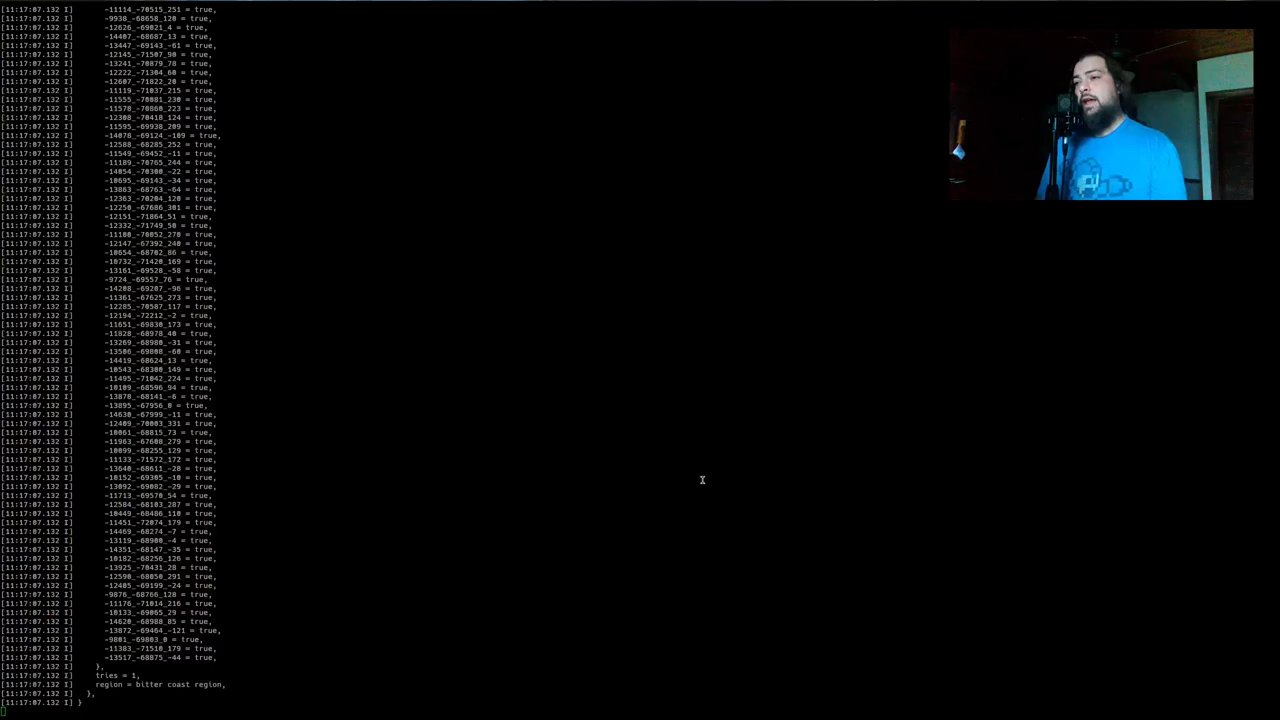 [11:17:07.132 I]     -11114_-70515_251 = true,
[11:17:07.132 I]     -9938_-68658_120 = true,
[11:17:07.132 I]     -12626_-69021_4 = true,
[11:17:07.132 I]     -14407_-68687_13 = true,
[11:17:07.132 I]     -13447_-69143_-61 = true,
[11:17:07.132 I]     -12145_-71507_90 = true,
[11:17:07.132 I]     -13241_-70879_78 = true,
[11:17:07.132 I]     -12222_-71304_60 = true,
[11:17:07.132 I]     -12607_-71822_20 = true,
[11:17:07.132 I]     -11119_-71037_215 = true,
[11:17:07.132 I]     -11555_-70081_230 = true,
[11:17:07.132 I]     -11578_-70860_223 = true,
[11:17:07.132 I]     -12308_-70418_124 = true,
[11:17:07.132 I]     -11595_-69938_209 = true,
[11:17:07.132 I]     -14078_-69124_-109 = true,
[11:17:07.132 I]     -12588_-68285_252 = true,
[11:17:07.132 I]     -11549_-69452_-11 = true,
[11:17:07.132 I]     -11189_-70765_244 = true,
[11:17:07.132 I]     -14054_-70300_-22 = true,
[11:17:07.132 I]     -10695_-69143_-34 = true,
[11:17:07.132 I]     -13863_-68763_-64 = true,
[11:17:07.132 I]     -12363_-70204_120 = true,
[11:17:07.132 I]     -12250_-67686_301 = true,
[11:17:07.132 I]     -12151_-71864_51 = true,
[11:17:07.132 I]     -12332_-71749_50 = true,
[11:17:07.132 I]     -11108_-70052_270 = true,
[11:17:07.132 I]     -12147_-67392_240 = true,
[11:17:07.132 I]     -10654_-68702_86 = true,
[11:17:07.132 I]     -10732_-71420_169 = true,
[11:17:07.132 I]     -13101_-69528_-58 = true,
[11:17:07.132 I]     -9724_-69557_76 = true,
[11:17:07.132 I]     -14208_-69207_-96 = true,
[11:17:07.132 I]     -11361_-67625_273 = true,
[11:17:07.132 I]     -12285_-70587_117 = true,
[11:17:07.132 I]     -12194_-72212_-2 = true,
[11:17:07.132 I]     -11651_-69830_173 = true,
[11:17:07.132 I]     -11828_-68978_40 = true,
[11:17:07.132 I]     -13269_-68980_-31 = true,
[11:17:07.132 I]     -13506_-69808_-60 = true,
[11:17:07.132 I]     -14419_-68624_13 = true,
[11:17:07.132 I]     -10543_-68300_149 = true,
[11:17:07.132 I]     -11495_-71042_224 = true,
[11:17:07.132 I]     -10109_-68596_94 = true,
[11:17:07.132 I]     -13870_-68141_-6 = true,
[11:17:07.132 I]     -13895_-67956_0 = true,
[11:17:07.132 I]     -14630_-67999_-11 = true,
[11:17:07.132 I]     -12409_-70003_331 = true,
[11:17:07.132 I]     -10061_-68815_73 = true,
[11:17:07.132 I]     -11963_-67608_279 = true,
[11:17:07.132 I]     -10099_-68255_129 = true,
[11:17:07.132 I]     -11133_-71572_172 = true,
[11:17:07.132 I]     -13640_-68611_-28 = true,
[11:17:07.132 I]     -10152_-69305_-10 = true,
[11:17:07.132 I]     -13092_-69082_-29 = true,
[11:17:07.132 I]     -11713_-69570_54 = true,
[11:17:07.132 I]     -12584_-68103_287 = true,
[11:17:07.132 I]     -10449_-68486_110 = true,
[11:17:07.132 I]     -11451_-72074_179 = true,
[11:17:07.132 I]     -14469_-68274_-7 = true,
[11:17:07.132 I]     -13119_-68900_-4 = true,
[11:17:07.132 I]     -14351_-68147_-35 = true,
[11:17:07.132 I]     -10182_-68256_126 = true,
[11:17:07.132 I]     -13925_-70431_28 = true,
[11:17:07.132 I]     -12590_-68050_291 = true,
[11:17:07.132 I]     -12405_-69199_-24 = true,
[11:17:07.132 I]     -9876_-68766_128 = true,
[11:17:07.132 I]     -11176_-71014_216 = true,
[11:17:07.132 I]     -10133_-69065_29 = true,
[11:17:07.132 I]     -14620_-68988_85 = true,
[11:17:07.132 I]     -13872_-69464_-121 = true,
[11:17:07.132 I]     -9801_-69803_0 = true,
[11:17:07.132 I]     -11383_-71510_179 = true,
[11:17:07.132 I]     -13517_-68875_-44 = true,
[11:17:07.132 I]   },
[11:17:07.132 I]   tries = 1,
[11:17:07.132 I]   region = bitter coast region,
[11:17:07.132 I]  },
[11:17:07.132 I] }